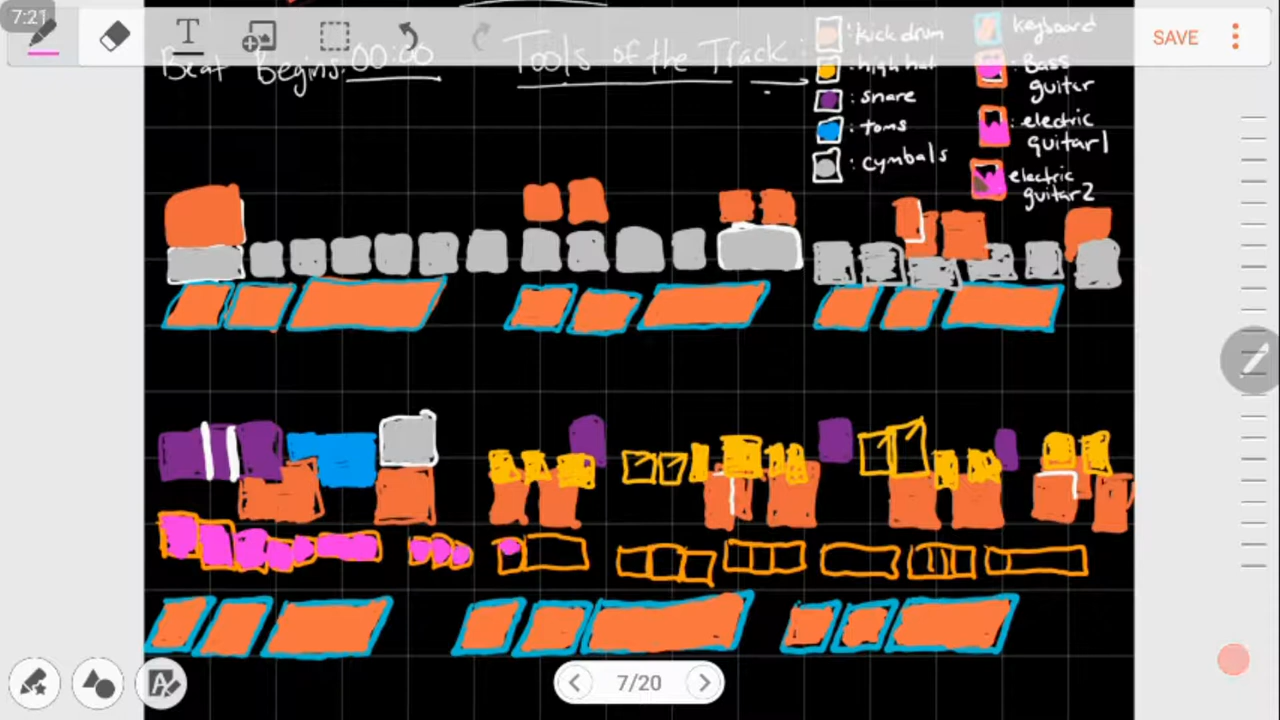 7:21
T
SAVE
Beat Begins: 00:00
Tools of the Track
: kick drum
: high hat
: snare
: toms
: cymbals
: keyboard
: Bass
guitar
: electric
guitar 1
electric
guitar 2
7/20